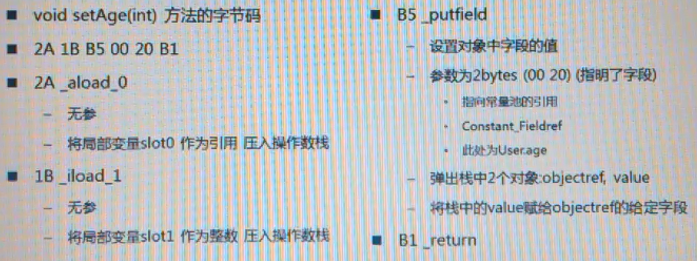 void setAge(int) 方法的字节码
2A 1B B5 00 20 B1
2A _aload_0
无参
将局部变量slot0 作为引用 压入操作数栈
1B _iload_1
无参
将局部变量slot1 作为整数 压入操作数栈
B5 _putfield
设置对象中字段的值
参数为2bytes (00 20) (指明了字段)
指向常量池的引用
Constant_Fieldref
此处为User.age
弹出栈中2个对象:objectref, value
将栈中的value赋给objectref的给定字段
B1 _return